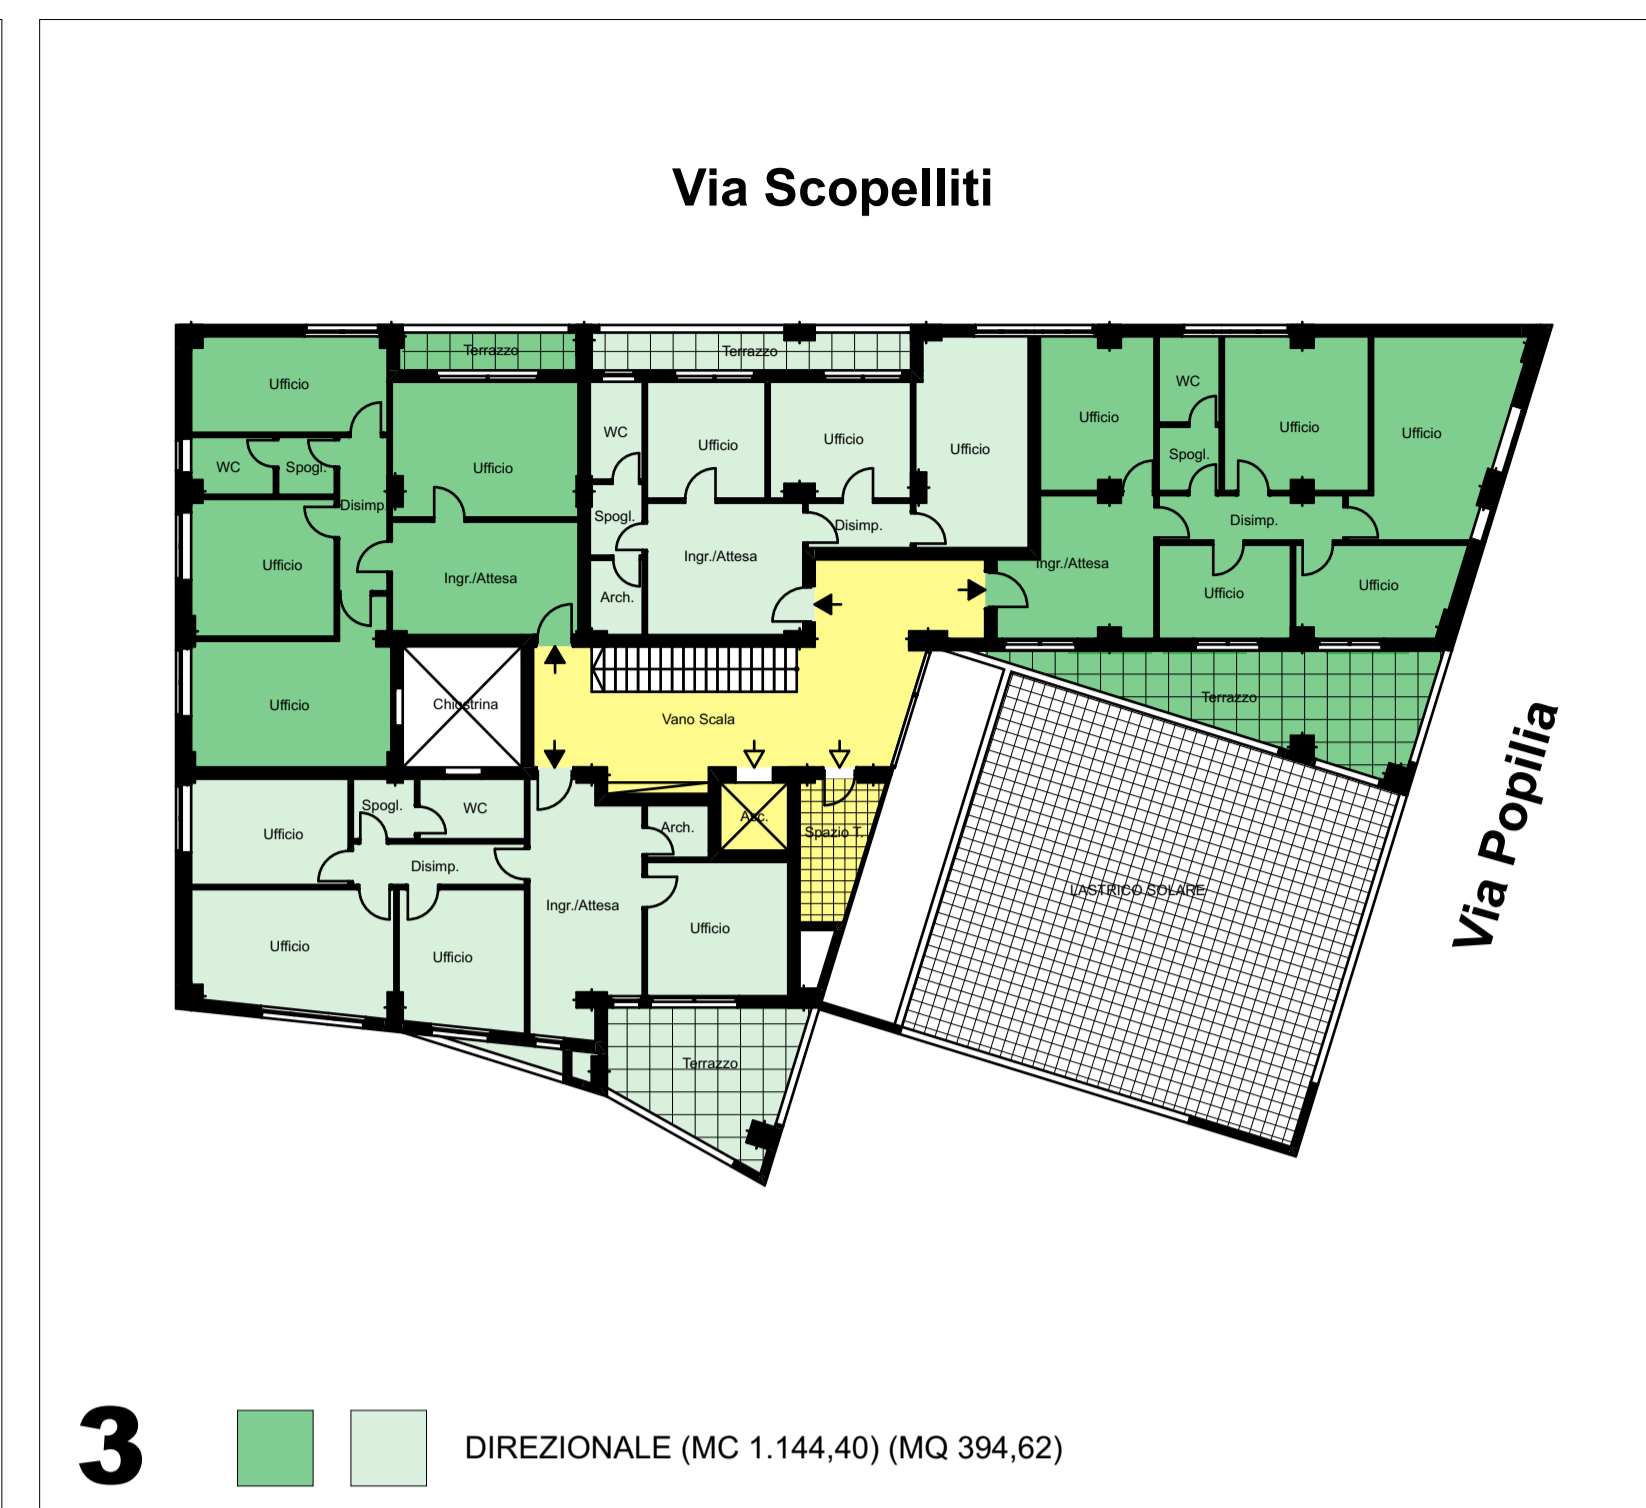 Via Scopelliti
Terrazzo
Terrazzo
Ufficio
WC
Spogl.
Disimp.
Ufficio
Ufficio
Ingr./Attesa
Ufficio
Chiostrina
WC
Ufficio
Ufficio
Ufficio
Spogl.
Disimp.
Ingr./Attesa
Arch.
Ufficio
WC
Spogl.
Ufficio
Ufficio
Disimp.
Ingr./Attesa
Ufficio
Ufficio
Terrazzo
Vano Scala
Asc.
Spazio T.
Ufficio
Spogl.
WC
Disimp.
Arch.
Ingr./Attesa
Ufficio
Ufficio
Ufficio
Terrazzo
LASTRICO SOLARE
Via Popilia
3
DIREZIONALE (MC 1.144,40) (MQ 394,62)